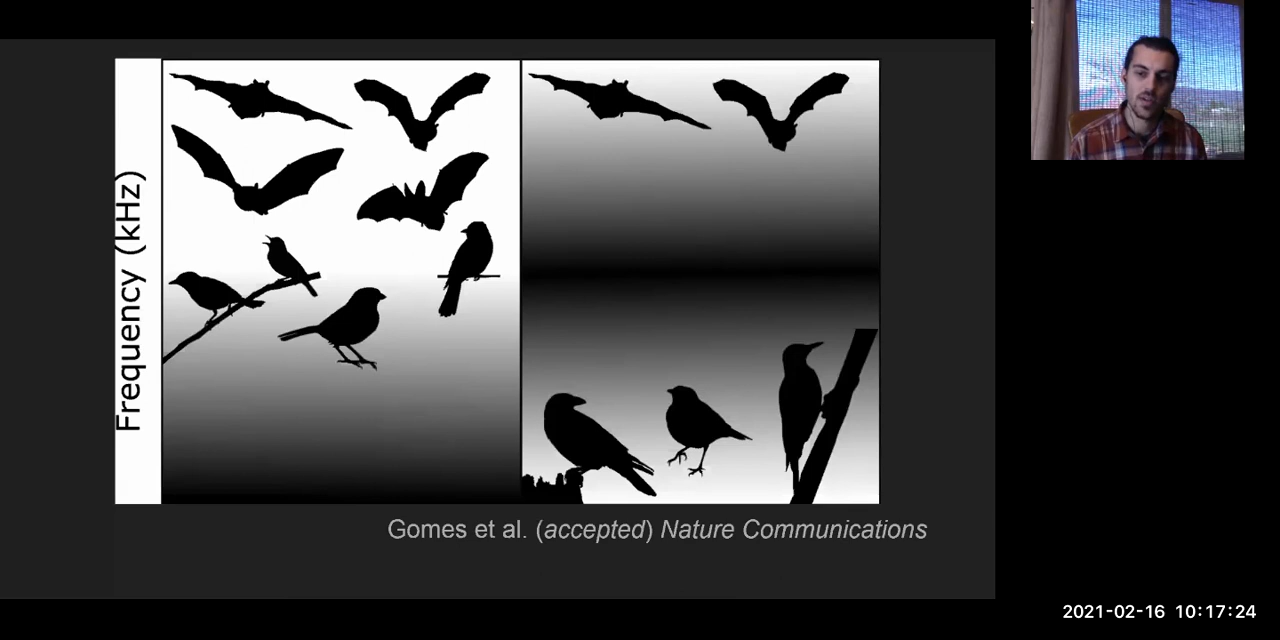 Frequency (kHz)
Gomes et al. (accepted) Nature Communications
2021-02-16 10:17:24